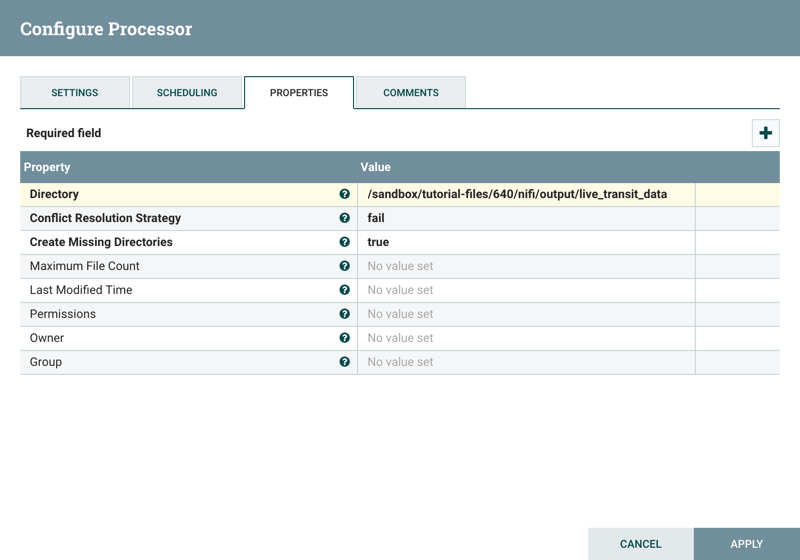 Configure Processor
SETTINGS SCHEDULING PROPERTIES COMMENTS
Required field
Property Value
Directory /sandbox/tutorial-files/640/nifi/output/live_transit_data
Conflict Resolution Strategy fail
Create Missing Directories true
Maximum File Count No value set
Last Modified Time No value set
Permissions No value set
Owner No value set
Group No value set
CANCEL APPLY